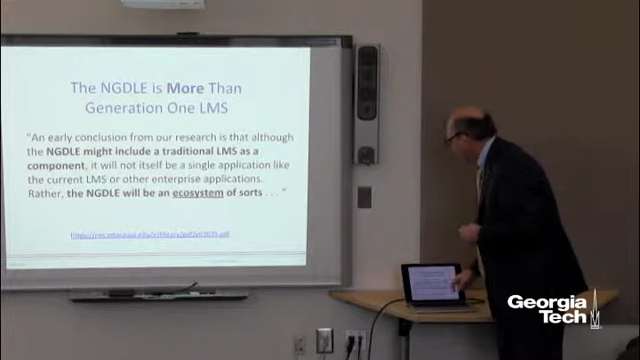 The NGDLE is More Than
Generation One LMS
"An early conclusion from our research is that although
the NGDLE might include a traditional LMS as a
component, it will not itself be a single application like
the current LMS or other enterprise applications.
Rather, the NGDLE will be an ecosystem of sorts . . ."
Georgia
Tech